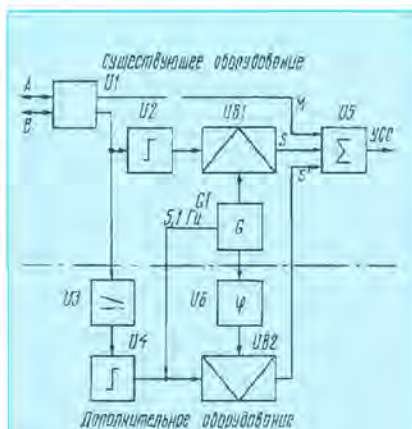 Существующее оборудование
A
B
U1
U2
UB1
M
U5
S
Σ
УСС
S'
G1
G
5,1 Гц
U3
U6
φ
U4
UB2
Дополнительное оборудование